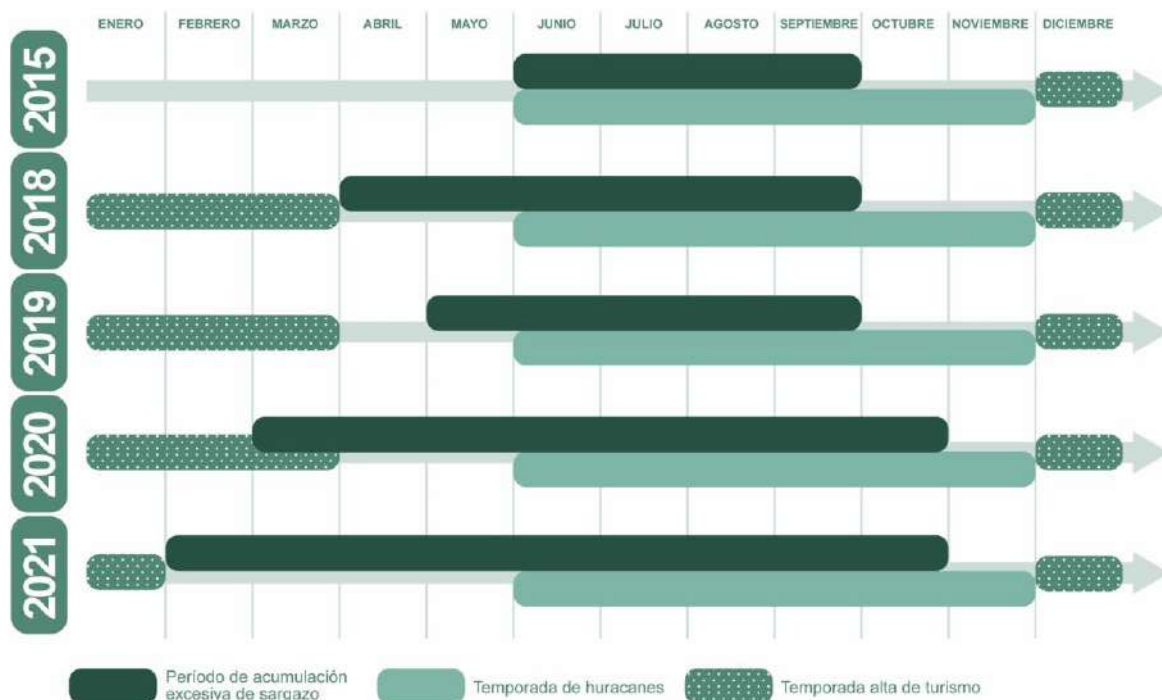 ENERO FEBRERO MARZO ABRIL MAYO JUNIO JULIO AGOSTO SEPTIEMBRE OCTUBRE NOVIEMBRE DICIEMBRE
2015
2018
2019
2020
2021
Período de acumulación
excesiva de sargazo
Temporada de huracanes
Temporada alta de turismo